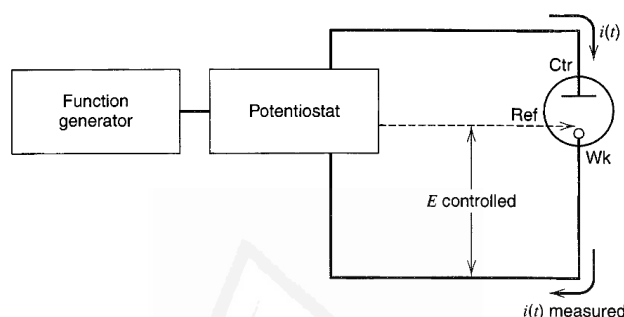 Function
generator
Potentiostat
i(t)
Ctr
Ref
Wk
E controlled
i(t) measured